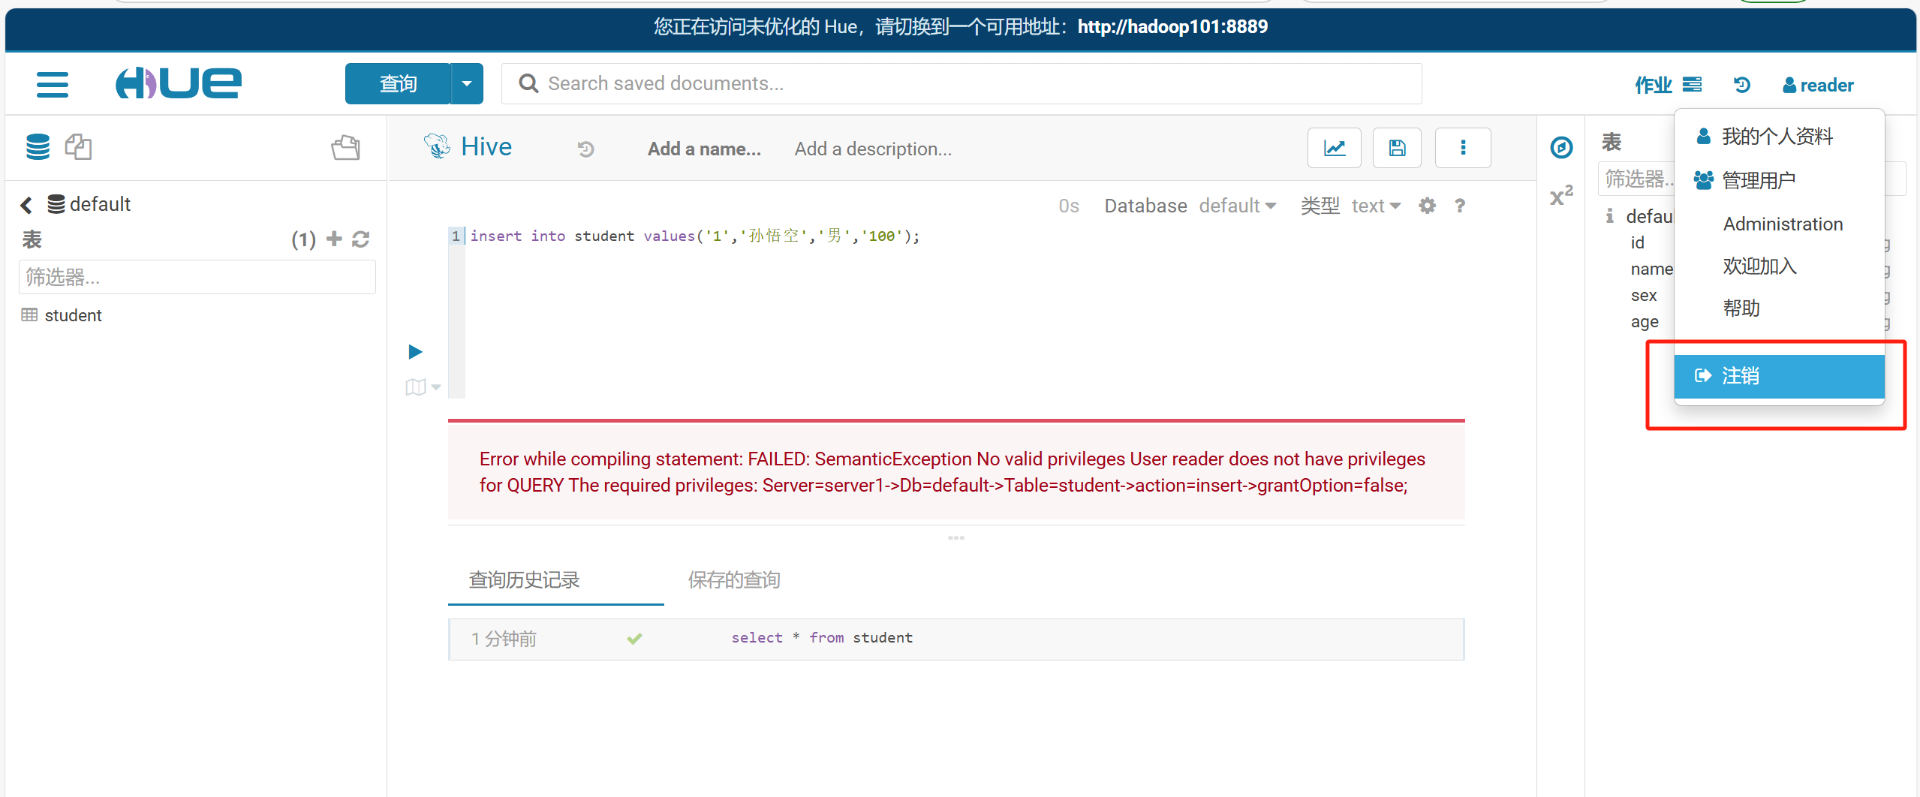 您正在访问未优化的 Hue，请切换到一个可用地址：http://hadoop101:8889
HUE
查询
Search saved documents...
作业
reader
default
表
(1)
筛选器...
student
Hive
Add a name...
Add a description...
0s
Database default
类型 text
?
1 insert into student values('1','孙悟空','男','100');
Error while compiling statement: FAILED: SemanticException No valid privileges User reader does not have privileges
for QUERY The required privileges: Server=server1->Db=default->Table=student->action=insert->grantOption=false;
查询历史记录
保存的查询
1 分钟前
select * from student
x²
表
筛选器...
defau
id
name
sex
age
我的个人资料
管理用户
Administration
欢迎加入
帮助
注销